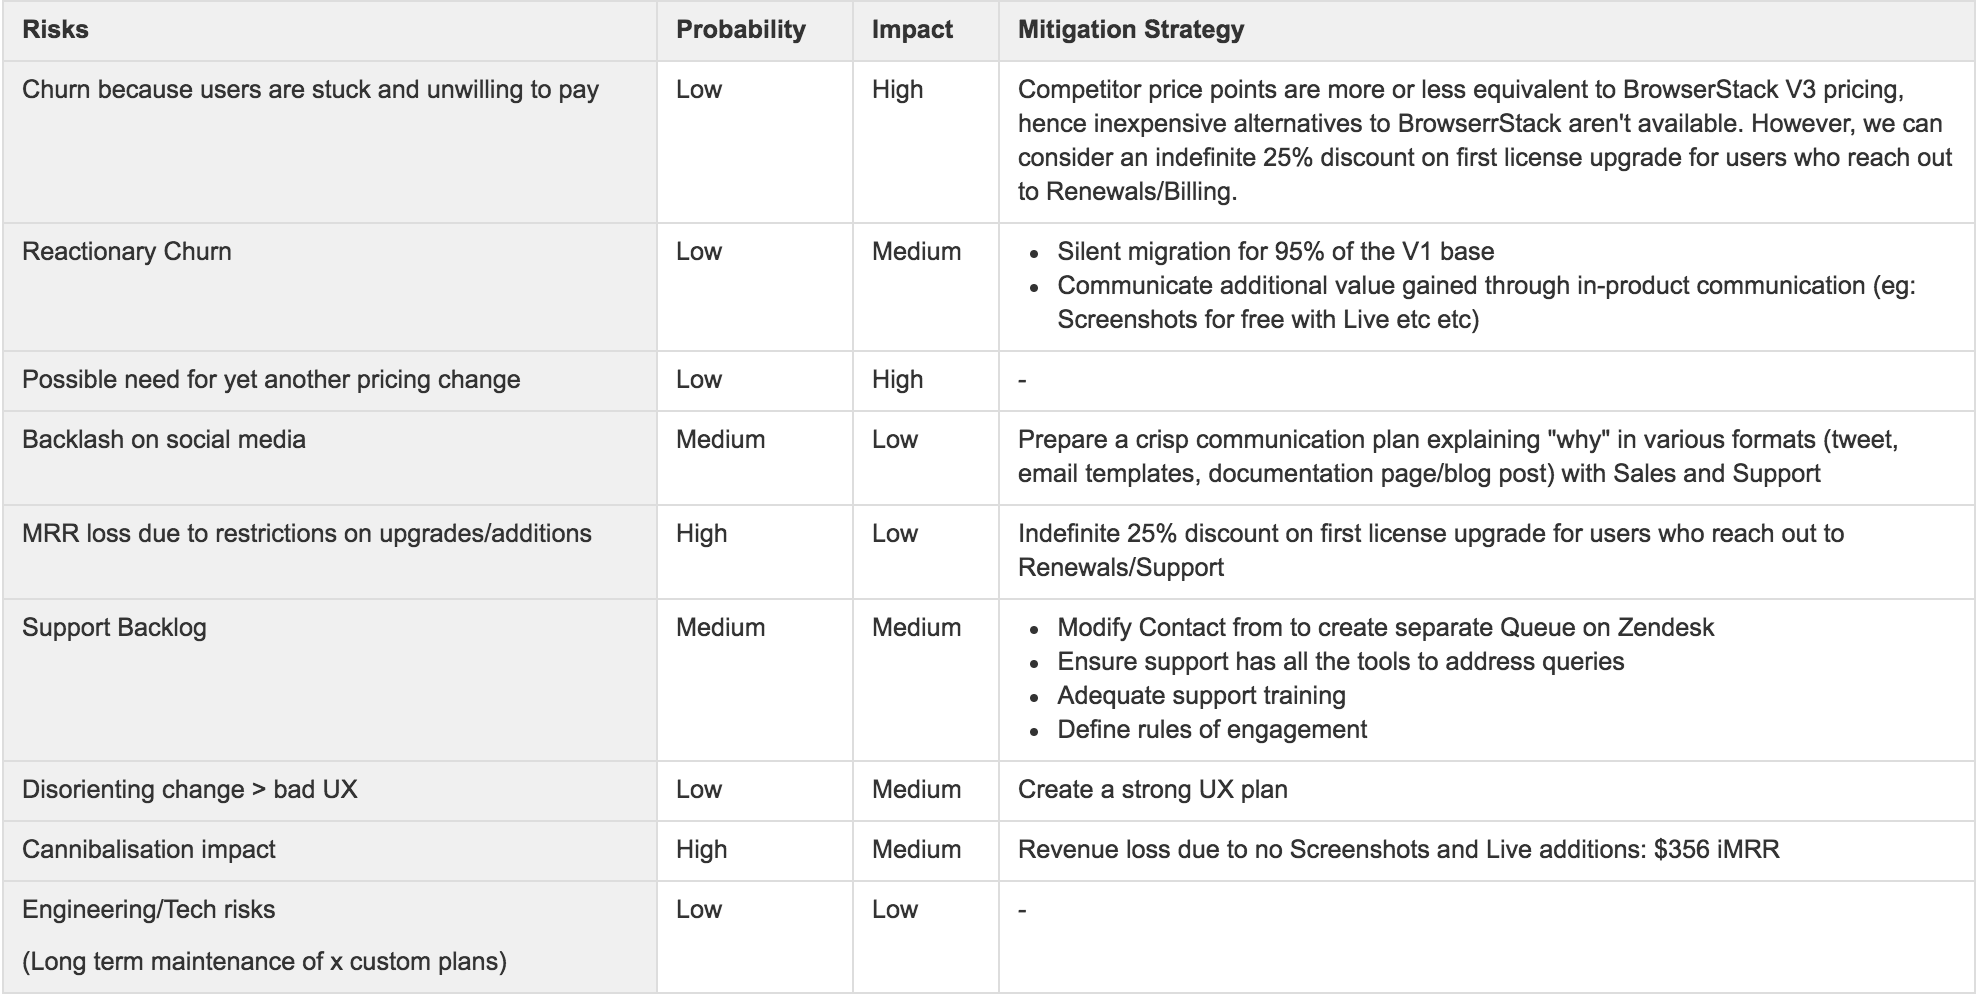 Risks Probability Impact Mitigation Strategy
Churn because users are stuck and unwilling to pay Low High Competitor price points are more or less equivalent to BrowserStack V3 pricing,
hence inexpensive alternatives to BrowserrStack aren't available. However, we can
consider an indefinite 25% discount on first license upgrade for users who reach out
to Renewals/Billing.
Reactionary Churn Low Medium • Silent migration for 95% of the V1 base
• Communicate additional value gained through in-product communication (eg:
Screenshots for free with Live etc etc)
Possible need for yet another pricing change Low High -
Backlash on social media Medium Low Prepare a crisp communication plan explaining "why" in various formats (tweet,
email templates, documentation page/blog post) with Sales and Support
MRR loss due to restrictions on upgrades/additions High Low Indefinite 25% discount on first license upgrade for users who reach out to
Renewals/Support
Support Backlog Medium Medium • Modify Contact from to create separate Queue on Zendesk
• Ensure support has all the tools to address queries
• Adequate support training
• Define rules of engagement
Disorienting change > bad UX Low Medium Create a strong UX plan
Cannibalisation impact High Medium Revenue loss due to no Screenshots and Live additions: $356 iMRR
Engineering/Tech risks Low Low -
(Long term maintenance of x custom plans)